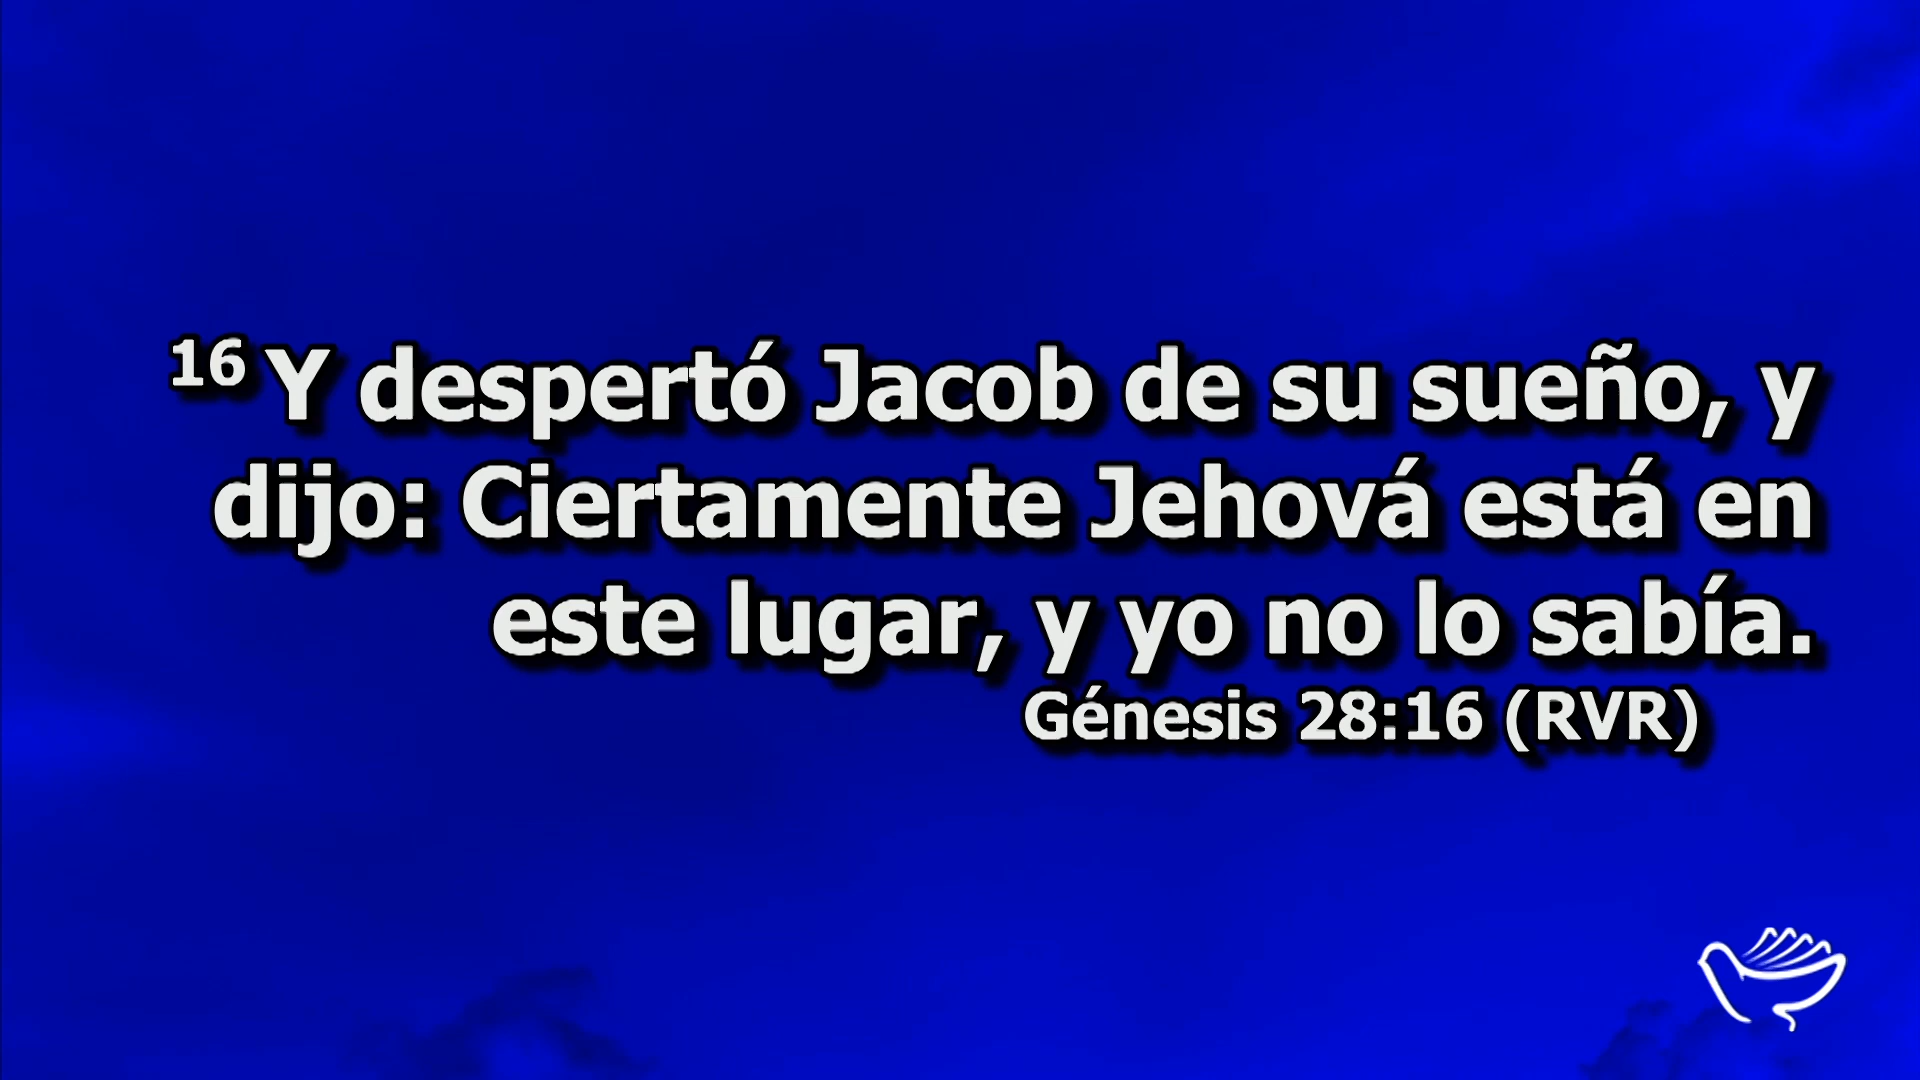 16 Y despertó Jacob de su sueño, y
dijo: Ciertamente Jehová está en
este lugar, y yo no lo sabía.
Génesis 28:16 (RVR)